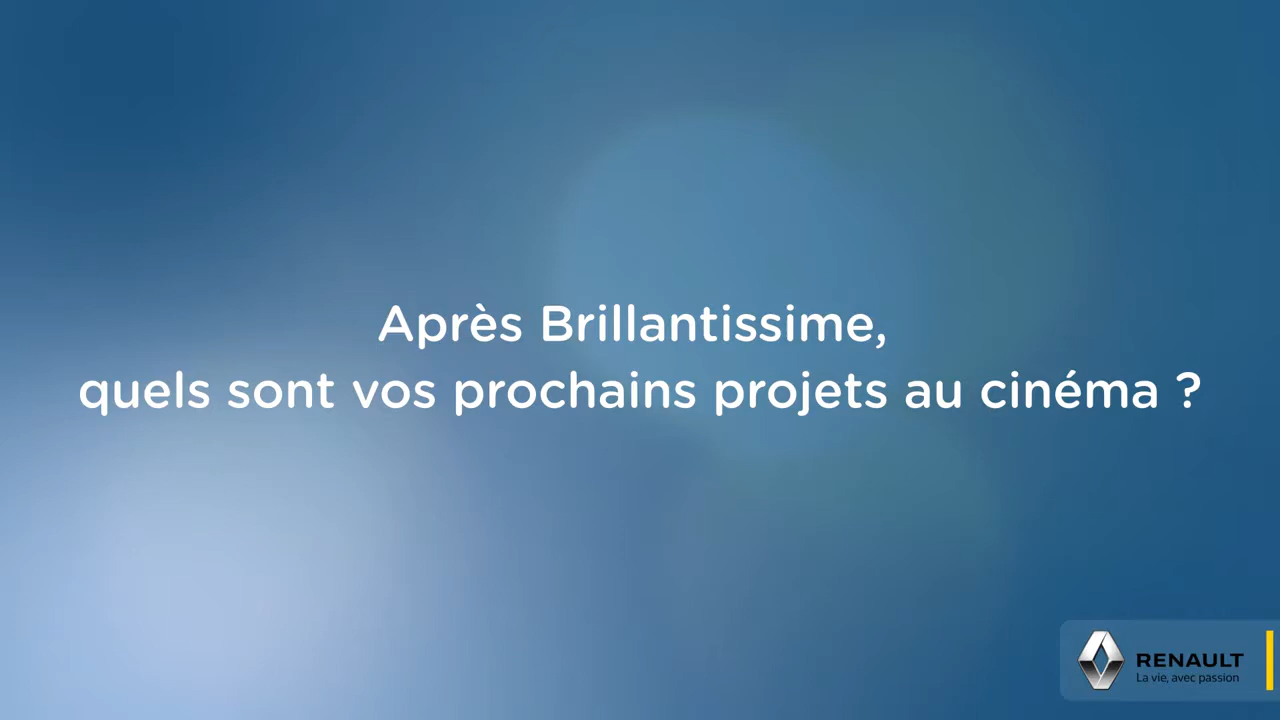 Après Brillantissime,
quels sont vos prochains projets au cinéma ?
RENAULT
La vie, avec passion